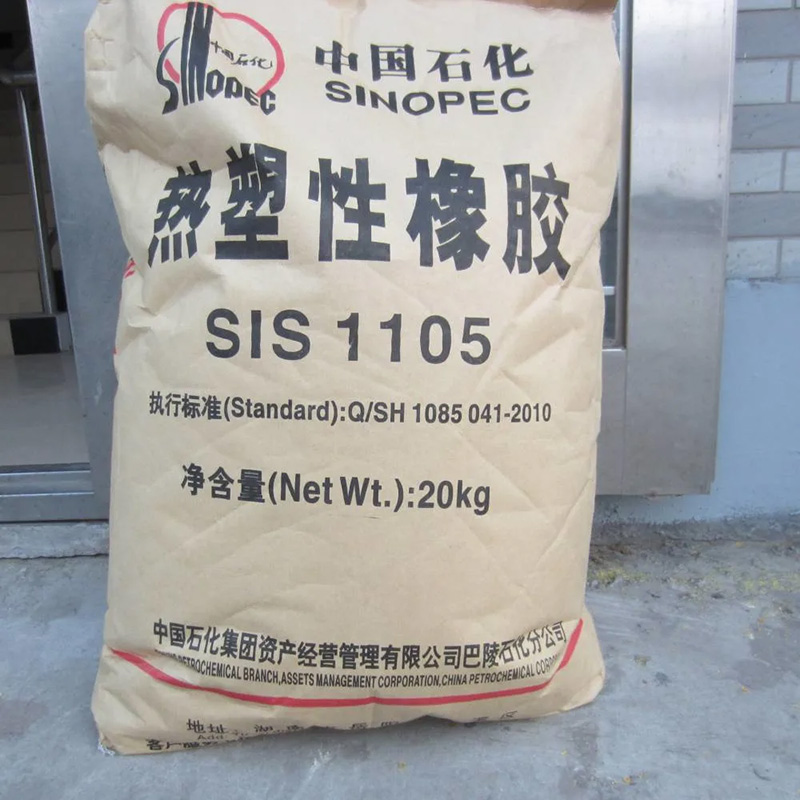 中国石化
SINOPEC
中国石化
SINOPEC
热塑性橡胶
SIS 1105
执行标准(Standard):Q/SH 1085 041-2010
净含量(Net Wt.):20kg
中国石化集团资产经营管理有限公司巴陵石化分公司
PETROCHEMICAL BRANCH,ASSETS MANAGEMENT CORPORATION,CHINA PETROCHEMICAL
地址